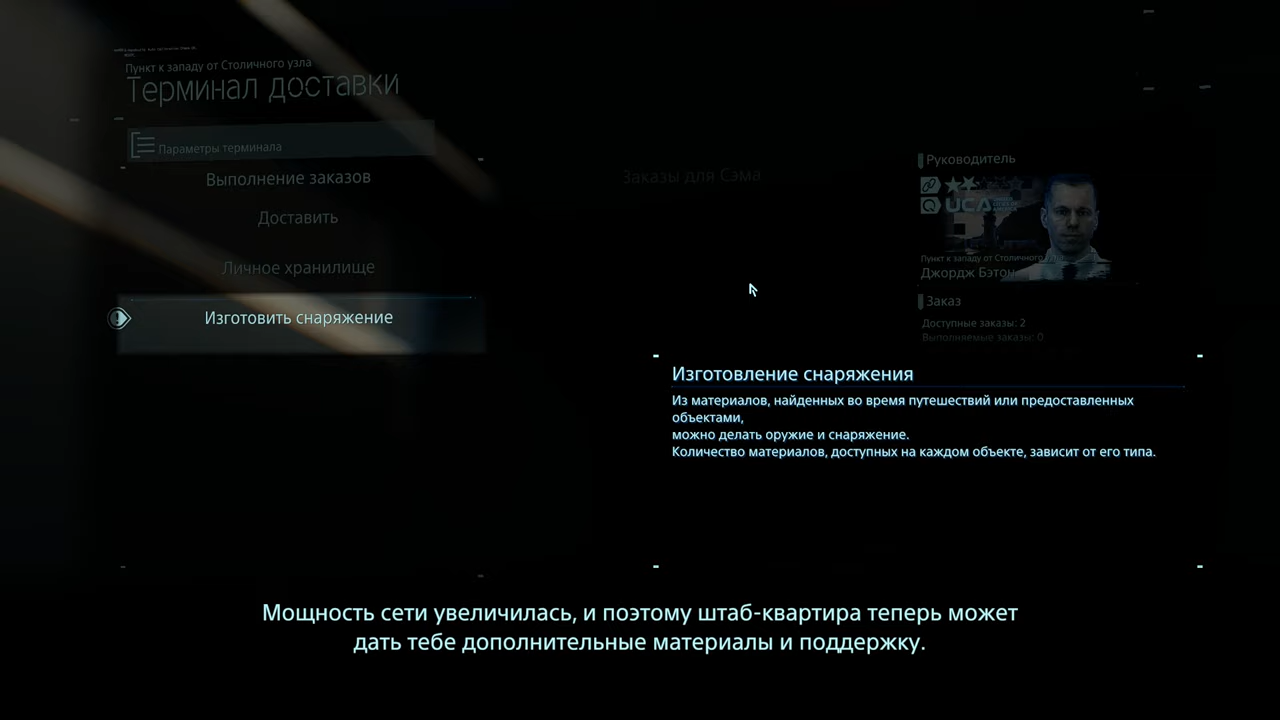 Пункт к западу от Столичного узла
Терминал доставки
Параметры терминала
Выполнение заказов
Доставить
Личное хранилище
Изготовить снаряжение
Заказы для Сэма
Руководитель
UCA
Пункт к западу от Столичного узла
Джордж Бэтон
Заказ
Доступные заказы: 2
Выполняемые заказы: 0
Изготовление снаряжения
Из материалов, найденных во время путешествий или предоставленных
объектами,
можно делать оружие и снаряжение.
Количество материалов, доступных на каждом объекте, зависит от его типа.
Мощность сети увеличилась, и поэтому штаб-квартира теперь может
дать тебе дополнительные материалы и поддержку.